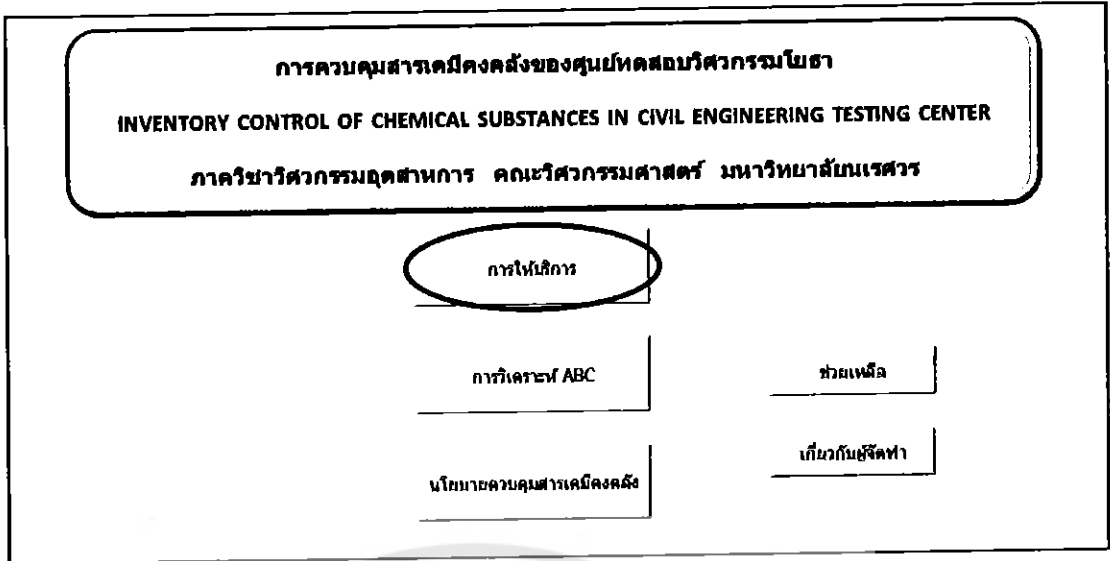 การควบคุมสารเคมีคงคลังของศูนย์ทดสอบวิศวกรรมโยธา
INVENTORY CONTROL OF CHEMICAL SUBSTANCES IN CIVIL ENGINEERING TESTING CENTER
ภาควิชาวิศวกรรมอุตสาหการ คณะวิศวกรรมศาสตร์ มหาวิทยาลัยนเรศวร
การให้บริการ
การวิเคราะห์ ABC
ช่วยเหลือ
เกี่ยวกับผู้จัดทำ
นโยบายควบคุมสารเคมีคงคลัง